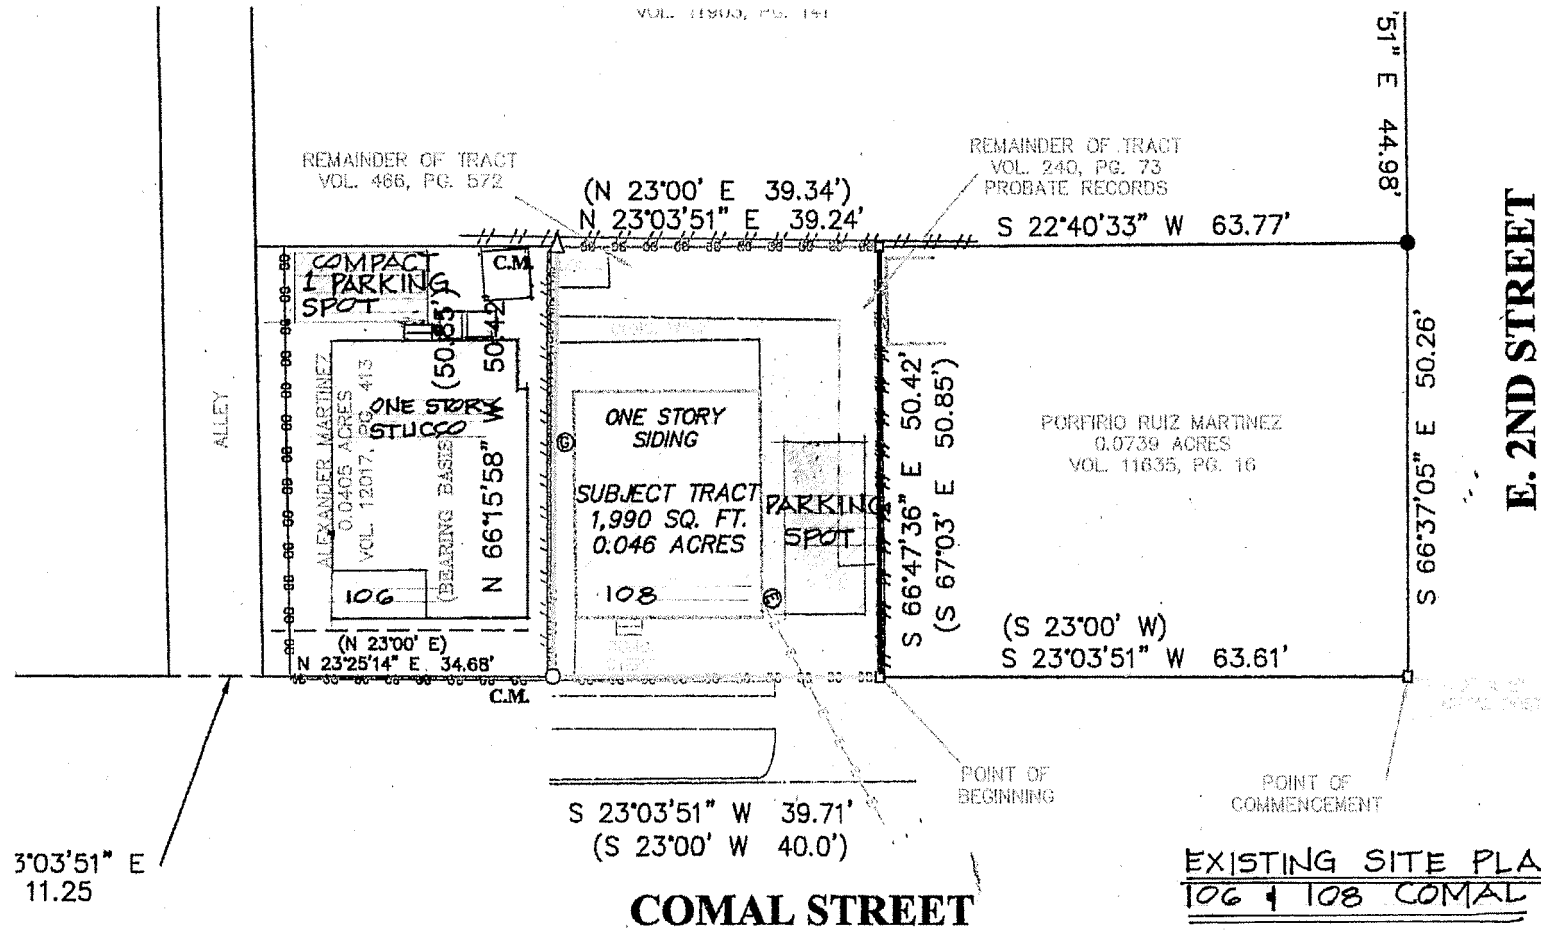 VOL. 11903, PG. 141
51" E 44.98'
REMAINDER OF TRACT
VOL. 466, PG. 572
REMAINDER OF TRACT
VOL. 240, PG. 73
PROBATE RECORDS
(N 23°00' E 39.34')
N 23°03'51" E 39.24'
S 22°40'33" W 63.77'
COMPACT
1 PARKING
SPOT
C.M.
ALLEY
ALEXANDER MARTINEZ
0.0405 ACRES
VOL. 12017, PG. 413
ONE STORY
STUCCO
(BEARING BASIS)
(50.85')
N 66°15'58" W 50.42'
106
(N 23°00' E)
N 23°25'14" E 34.68'
C.M.
G
ONE STORY
SIDING
SUBJECT TRACT
1,990 SQ. FT.
0.046 ACRES
108
E
PARKING
SPOT
S 66°47'36" E 50.42'
(S 67°03' E 50.85')
PORFIRIO RUIZ MARTINEZ
0.0739 ACRES
VOL. 11635, PG. 16
S 66°37'05" E 50.26'
E. 2ND STREET
(S 23°00' W)
S 23°03'51" W 63.61'
POINT OF
BEGINNING
POINT OF
COMMENCEMENT
S 23°03'51" W 39.71'
(S 23°00' W 40.0')
3°03'51" E
11.25
COMAL STREET
EXISTING SITE PLA
106 & 108 COMAL